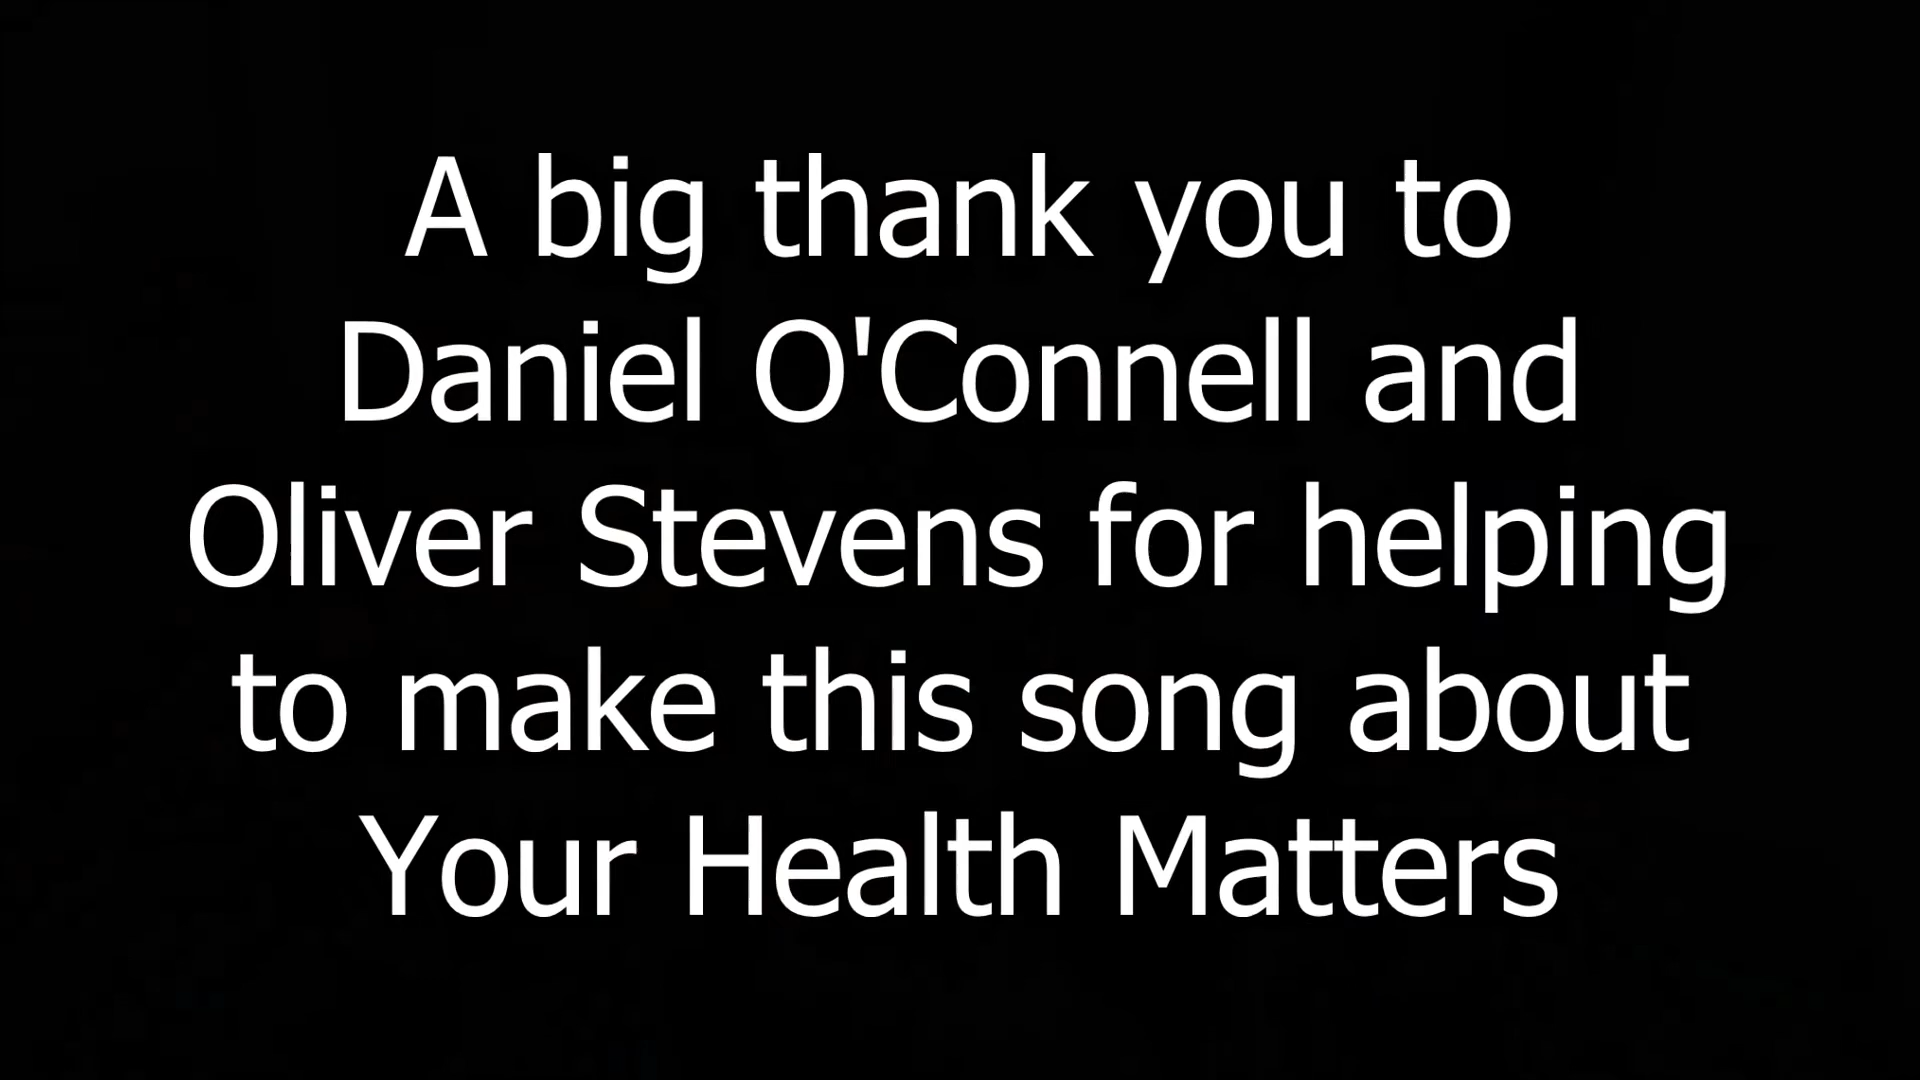 A big thank you to
Daniel O'Connell and
Oliver Stevens for helping
to make this song about
Your Health Matters